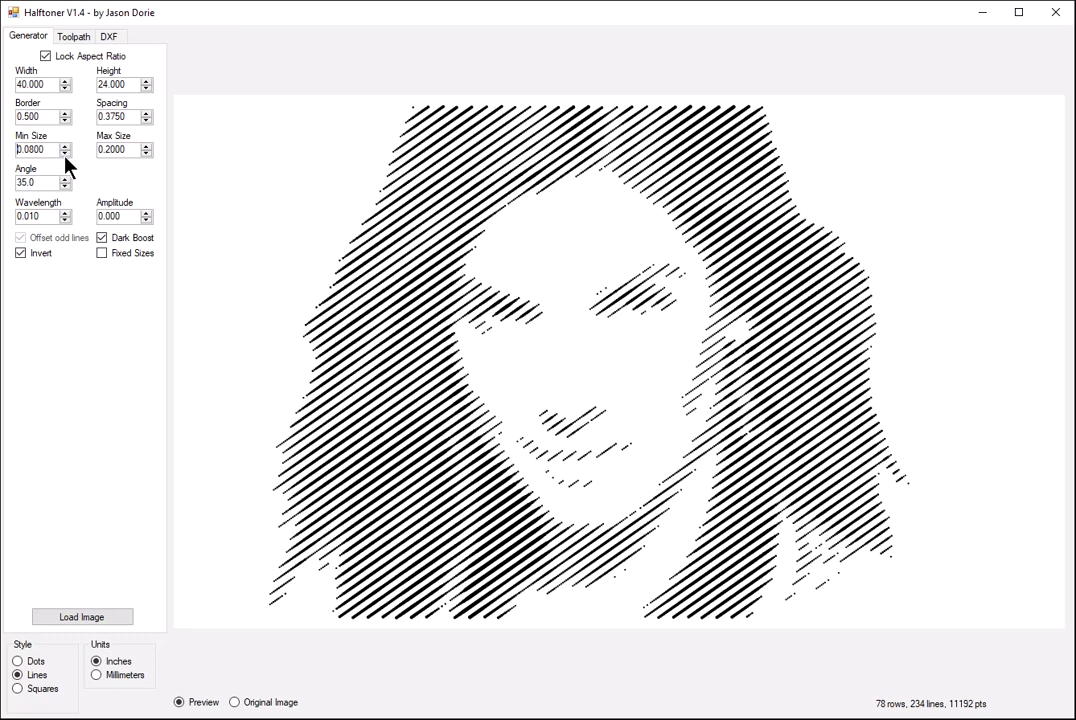 Halftoner V1.4 - by Jason Dorie
Generator Toolpath DXF
Lock Aspect Ratio
Width Height
40.000 24.000
Border Spacing
0.500 0.3750
Min Size Max Size
0.0800 0.2000
Angle
35.0
Wavelength Amplitude
0.010 0.000
Offset odd lines Dark Boost
Invert Fixed Sizes
Load Image
Style Units
Dots Inches
Lines Millimeters
Squares
Preview Original Image 78 rows, 234 lines, 11192 pts